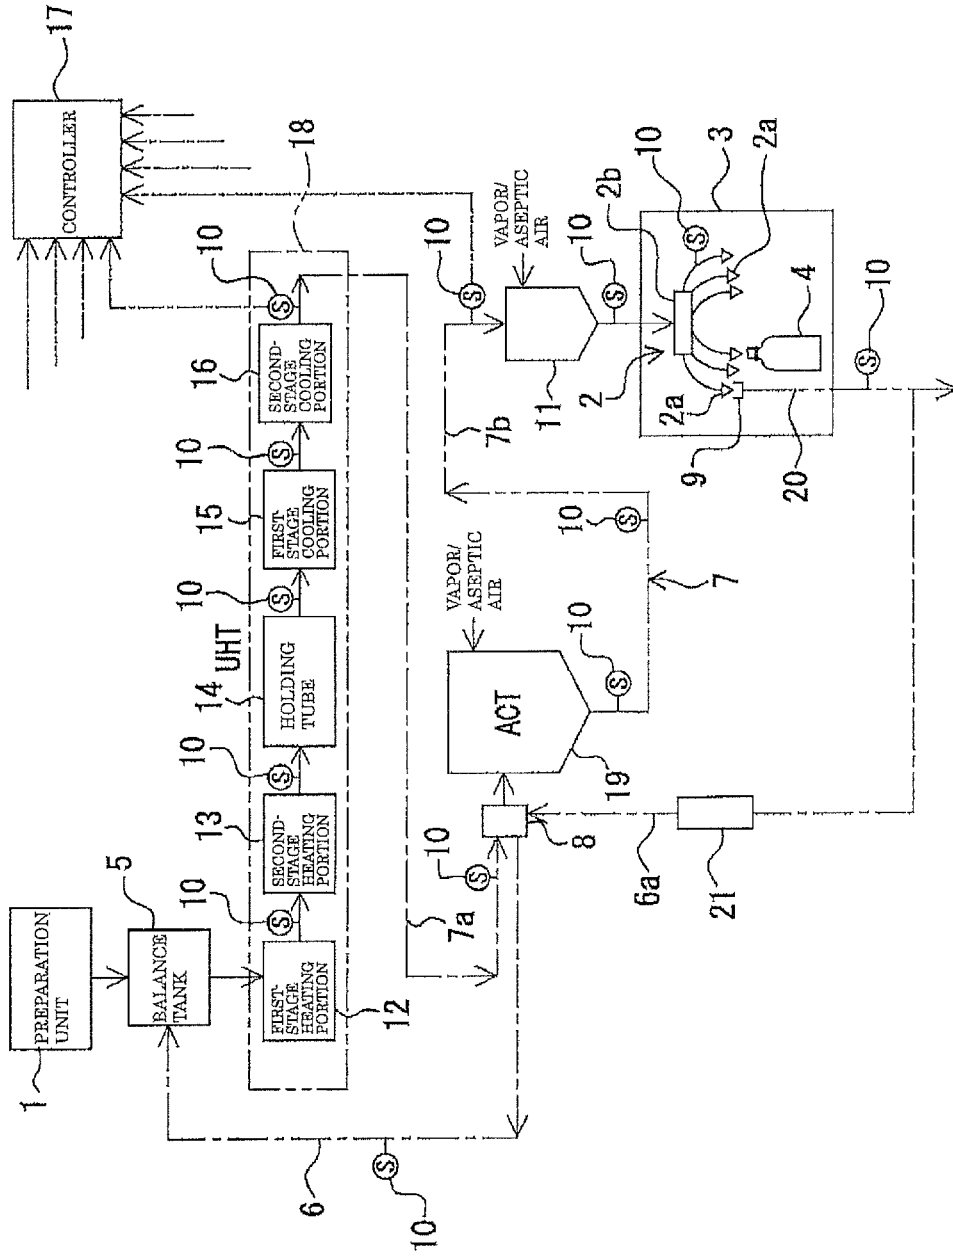 1
PREPARATION
UNIT
5
BALANCE
TANK
CONTROLLER
17
UHT
18
12
FIRST-
STAGE
HEATING
PORTION
10
S
13
SECOND-
STAGE
HEATING
PORTION
10
S
14
HOLDING
TUBE
10
S
15
FIRST-
STAGE
COOLING
PORTION
10
S
16
SECOND-
STAGE
COOLING
PORTION
10
S
6
10
S
7a
10
S
8
ACT
19
VAPOR/
ASEPTIC
AIR
10
S
7
10
S
7b
10
S
11
VAPOR/
ASEPTIC
AIR
10
S
2
2b
10
S
2a
3
2a
9
4
20
10
S
6a
21